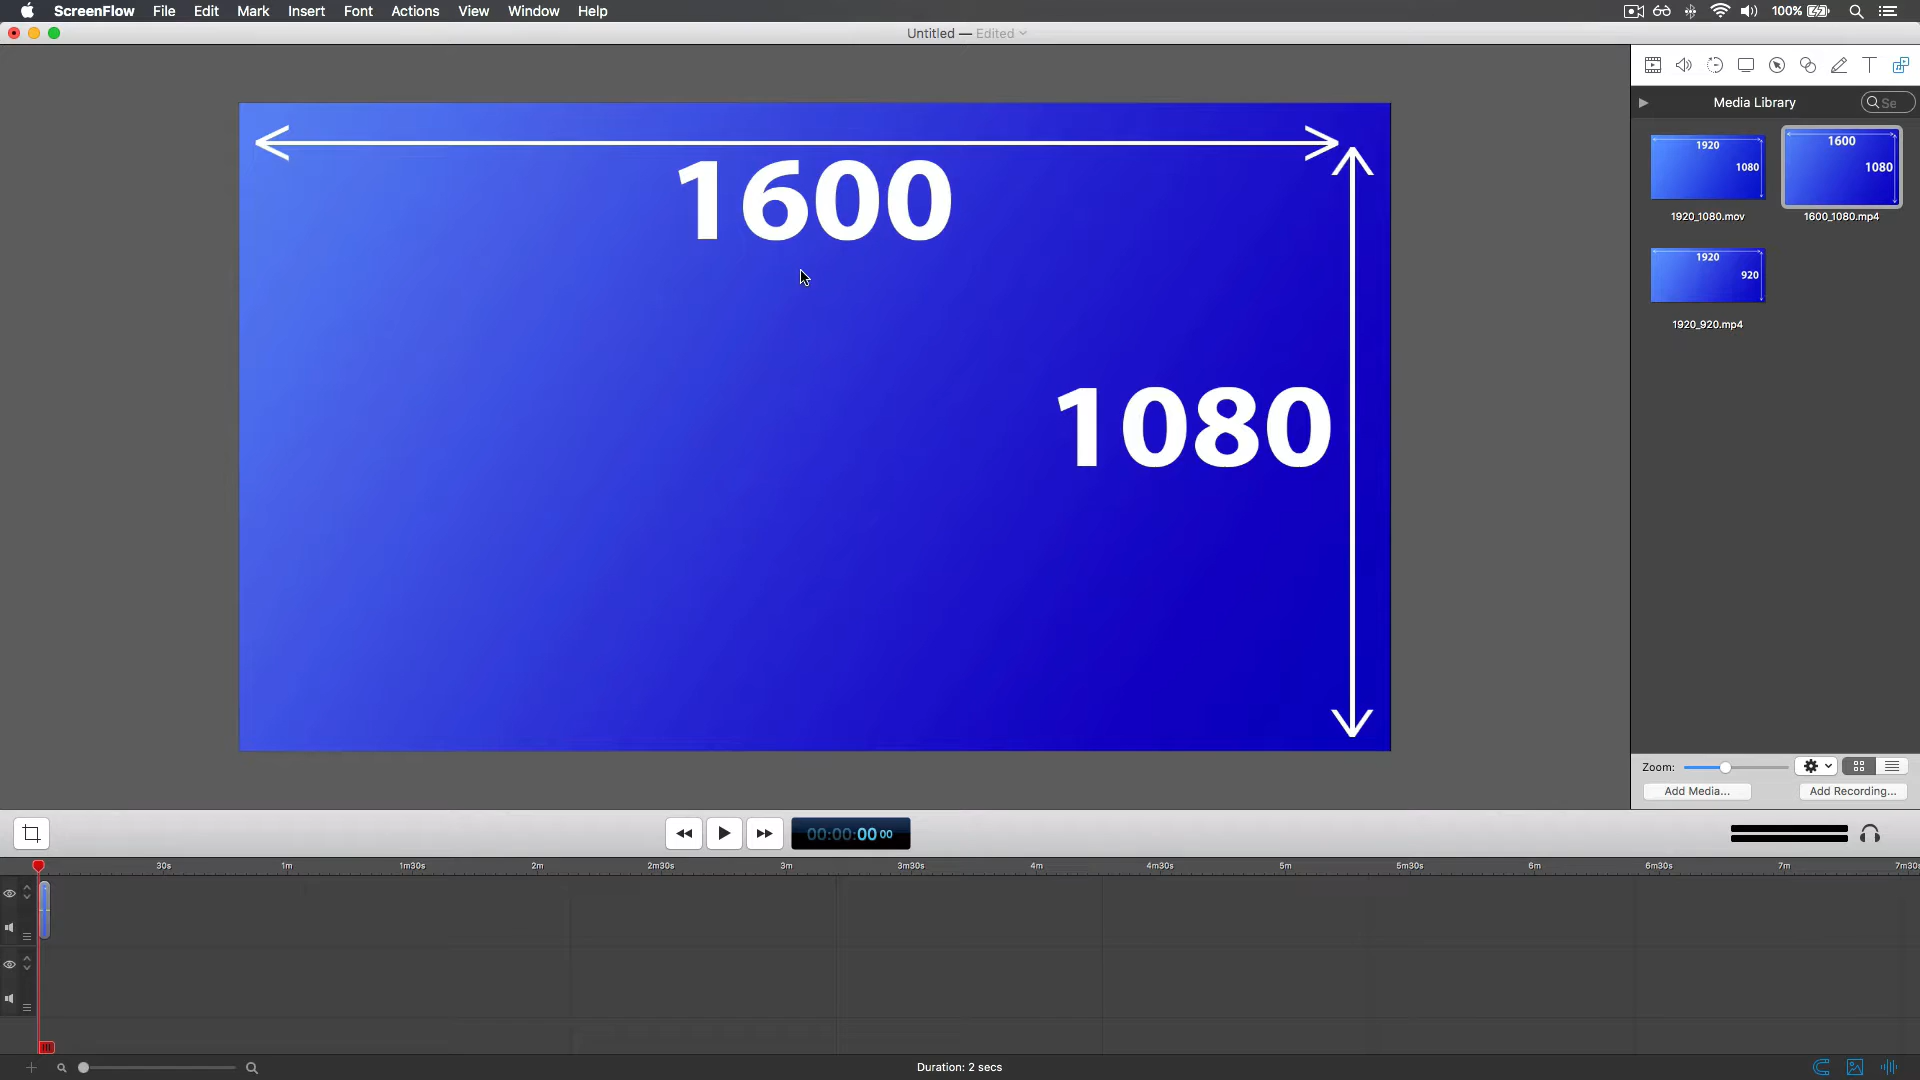 ScreenFlow File Edit Mark Insert Font Actions View Window Help 100%
Untitled — Edited
Media Library Se
1600
1080
1920
1080
1920_1080.mov
1600
1080
1600_1080.mp4
1920
920
1920_920.mp4
Zoom:
Add Media... Add Recording...
00:00:00 00
30s 1m 1m30s 2m 2m30s 3m 3m30s 4m 4m30s 5m 5m30s 6m 6m30s 7m 7m30s
Duration: 2 secs